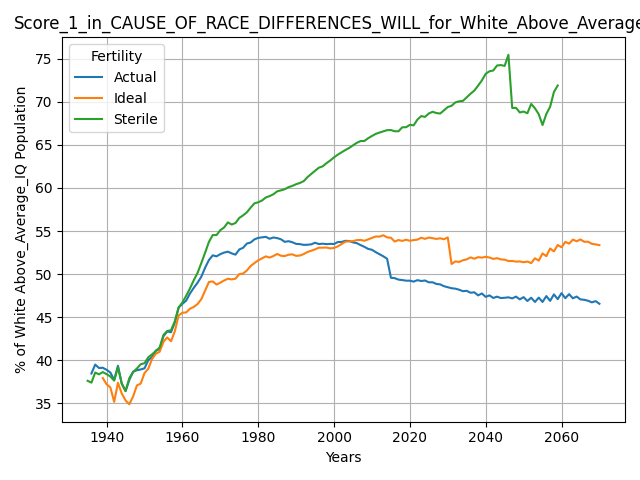 Score_1_in_CAUSE_OF_RACE_DIFFERENCES_WILL_for_White_Above_Average
Fertility
Actual
Ideal
Sterile
% of White Above_Average_IQ Population
75
70
65
60
55
50
45
40
35
1940 1960 1980 2000 2020 2040 2060
Years